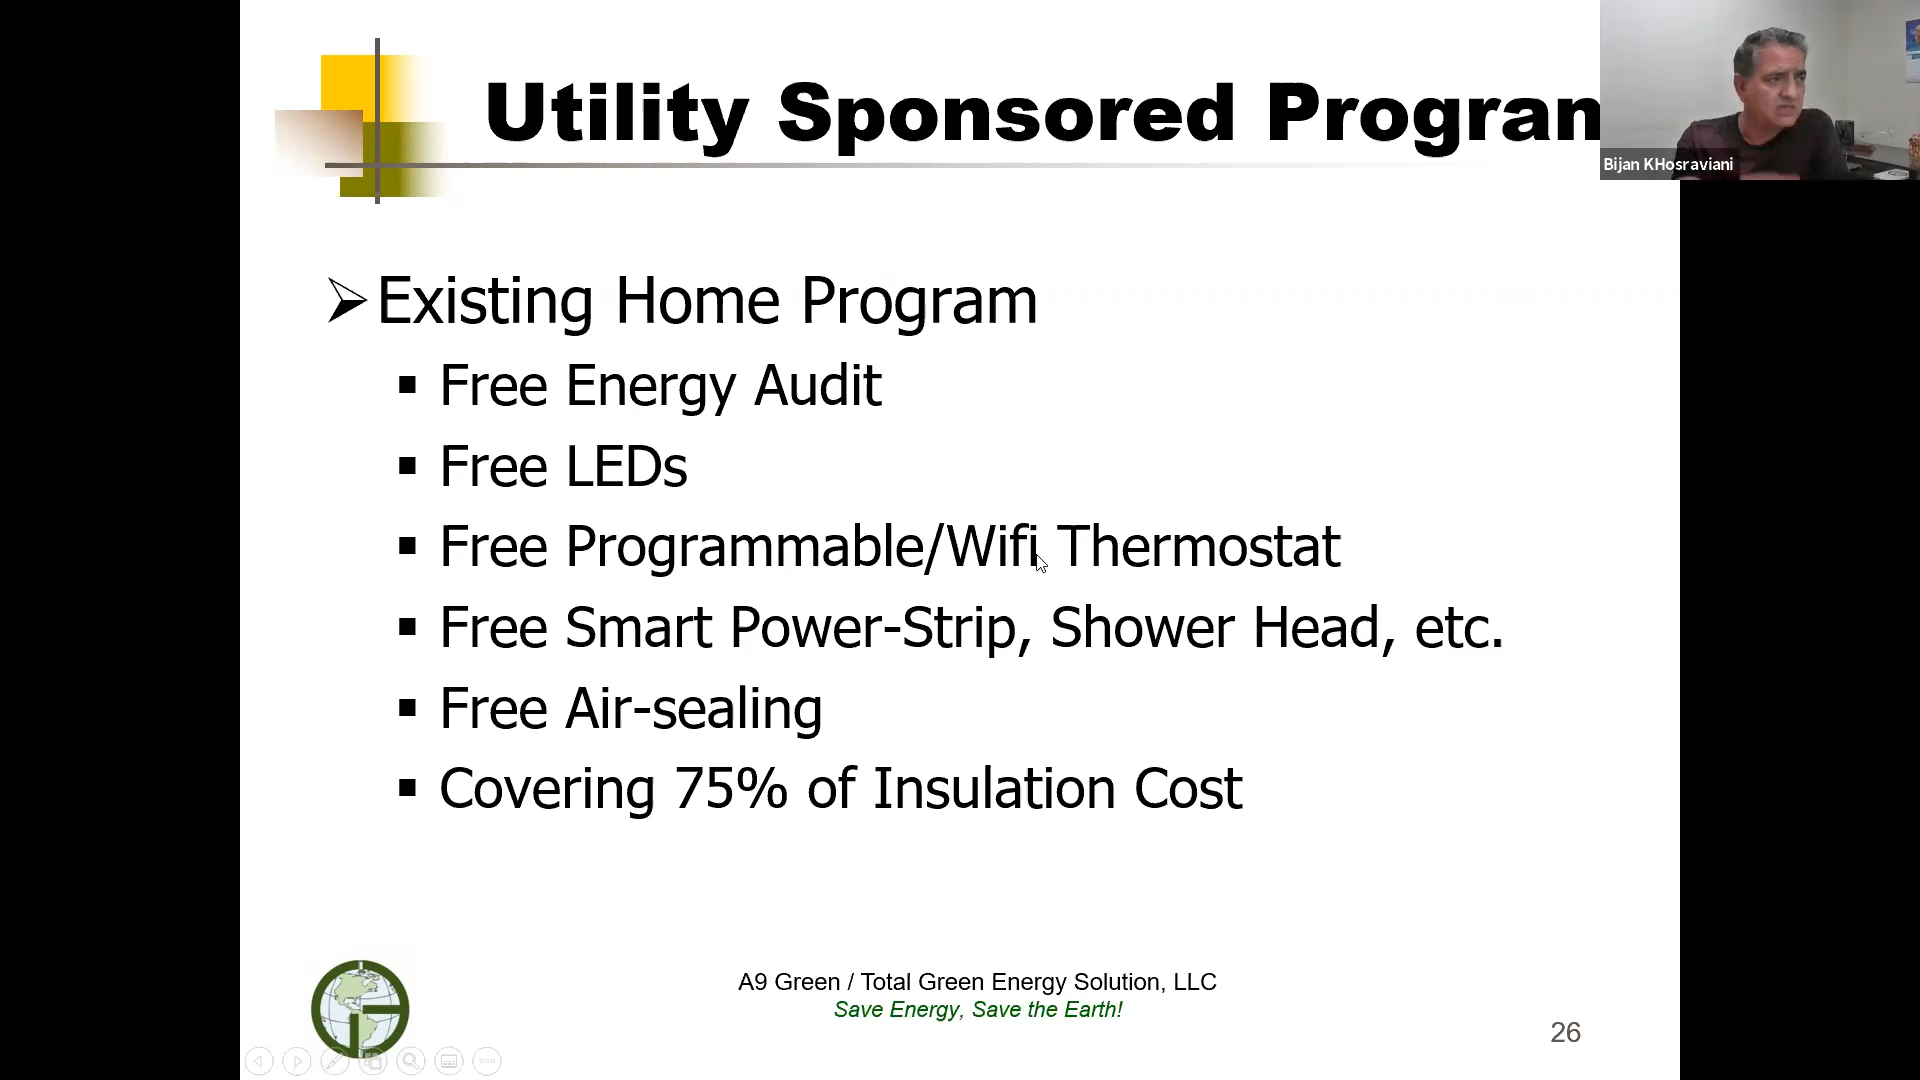 Utility Sponsored Program
Bijan KHosraviani
Existing Home Program
Free Energy Audit
Free LEDs
Free Programmable/Wifi Thermostat
Free Smart Power-Strip, Shower Head, etc.
Free Air-sealing
Covering 75% of Insulation Cost
A9 Green / Total Green Energy Solution, LLC
Save Energy, Save the Earth!
26